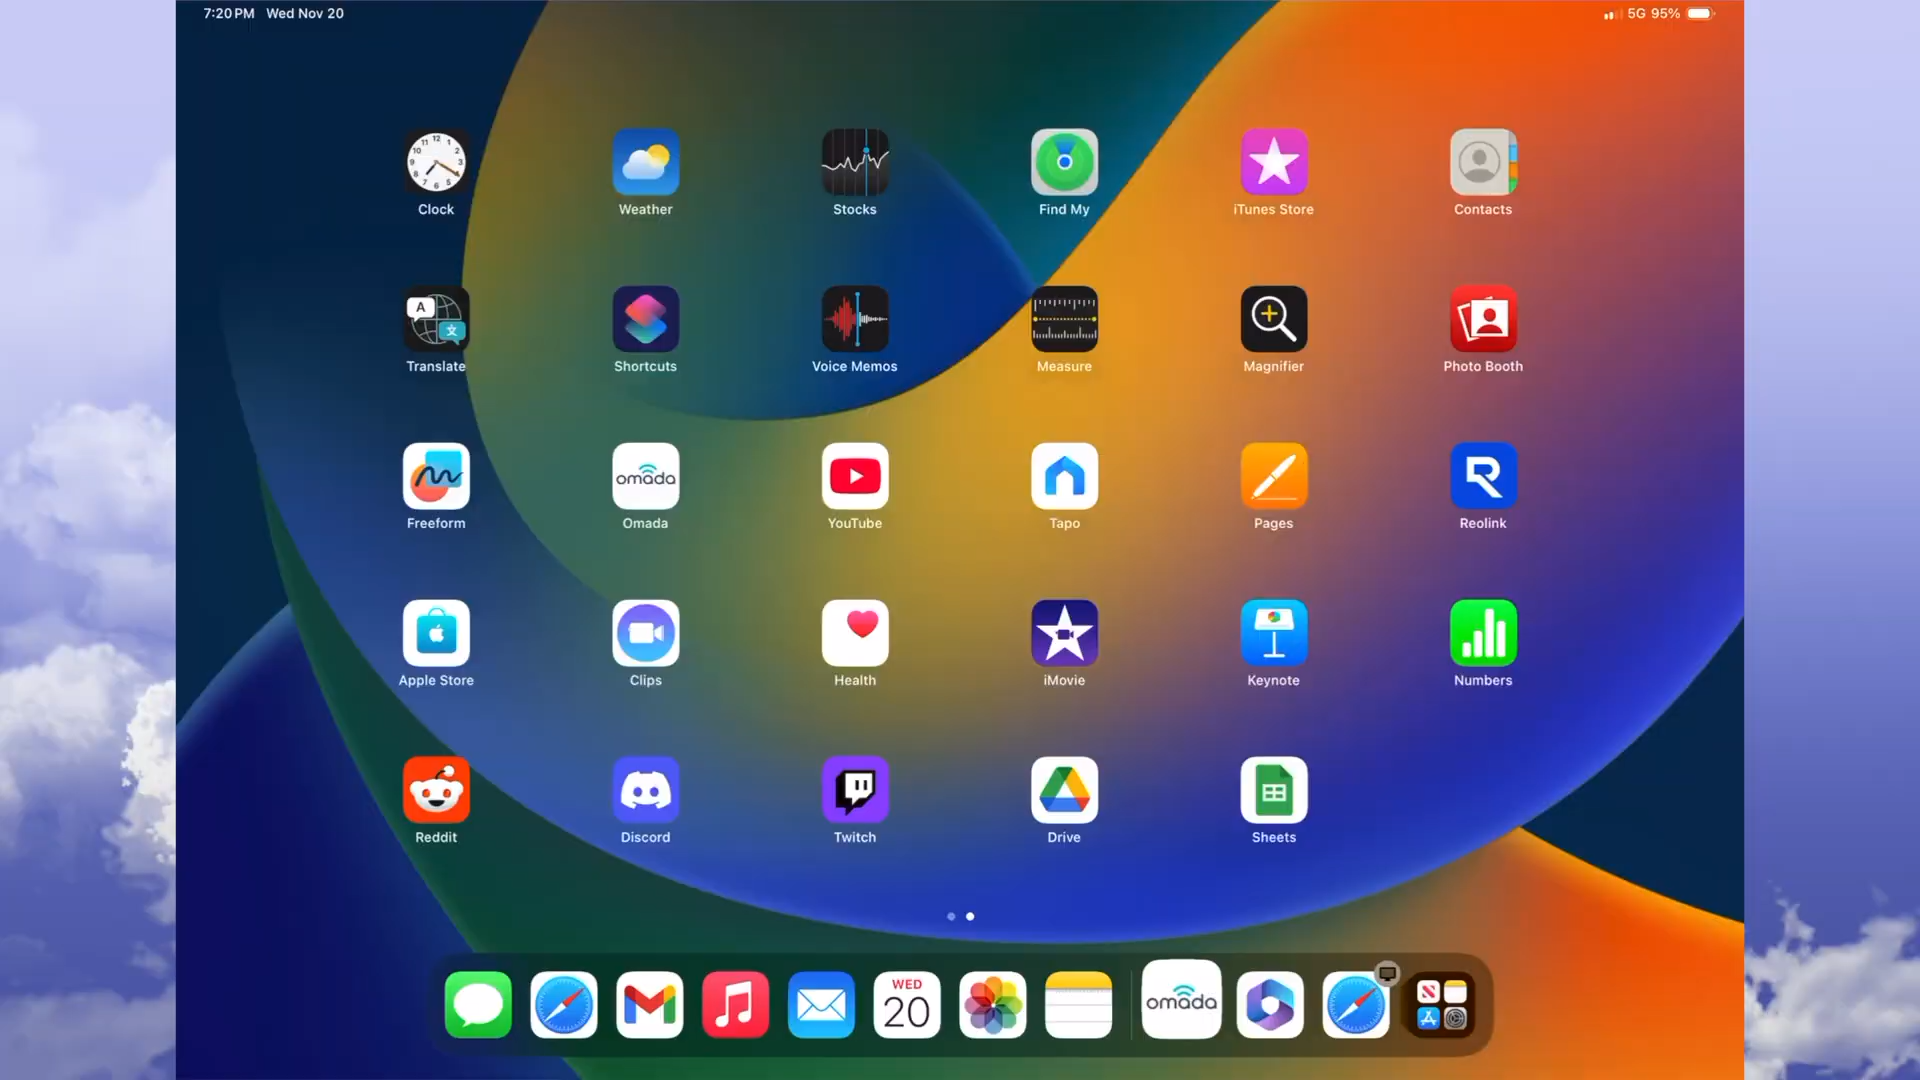 7:20 PM Wed Nov 20
5G 95%
Clock
Weather
Stocks
Find My
iTunes Store
Contacts
A
文
Translate
Shortcuts
Voice Memos
Measure
Magnifier
Photo Booth
Freeform
omada
Omada
YouTube
Tapo
Pages
R
Reolink
Apple Store
Clips
Health
iMovie
Keynote
Numbers
Reddit
Discord
Twitch
Drive
Sheets
WED
20
omada